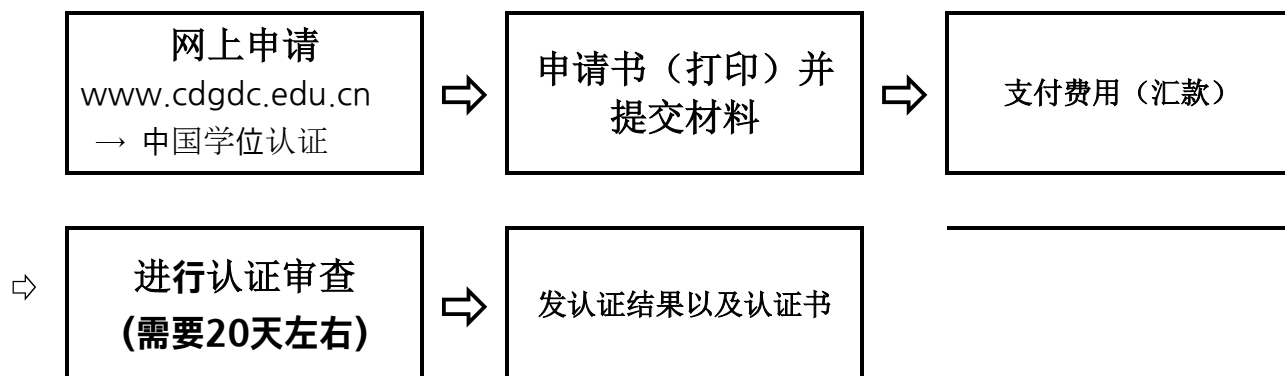 网上申请
www.cdgdc.edu.cn
→ 中国学位认证
申请书（打印）并
提交材料
支付费用（汇款）
进行认证审查
(需要20天左右)
发认证结果以及认证书